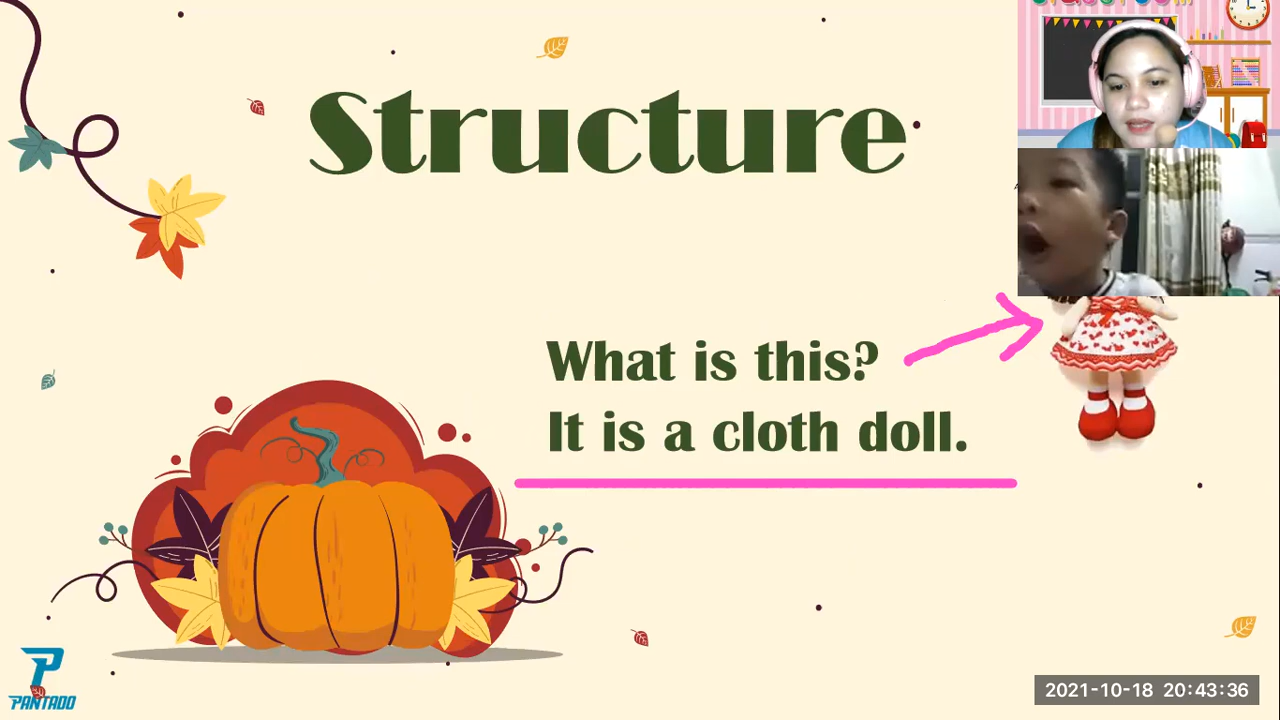 Structure
What is this?
It is a cloth doll.
PANTADO
2021-10-18 20:43:36